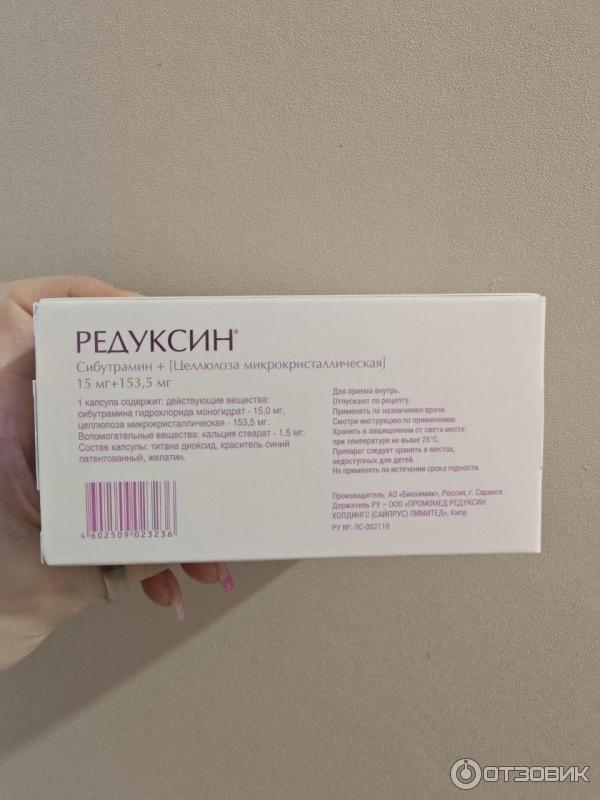 РЕДУКСИН®
Сибутрамин + [Целлюлоза микрокристаллическая]
15 мг+153,5 мг
1 капсула содержит: действующие вещества:
сибутрамина гидрохлорида моногидрат - 15,0 мг,
целлюлоза микрокристаллическая - 153,5 мг.
Вспомогательные вещества: кальция стеарат - 1,5 мг.
Состав капсулы: титана диоксид, краситель синий
патентованный, желатин.
4 602509 023236
Для приема внутрь.
Отпускают по рецепту.
Применять по назначению врача.
Смотри инструкцию по применению.
Хранить в защищенном от света месте
при температуре не выше 25°С.
Препарат следует хранить в местах,
недоступных для детей.
Не применять по истечении срока годности.
Производитель: АО «Биохимик», Россия, г. Саранск
Держатель РУ – ООО «ПРОМОМЕД РЕДУКСИН
ХОЛДИНГС (САЙПРУС) ЛИМИТЕД», Кипр
РУ №: ЛС-002110
ОТЗОВИК